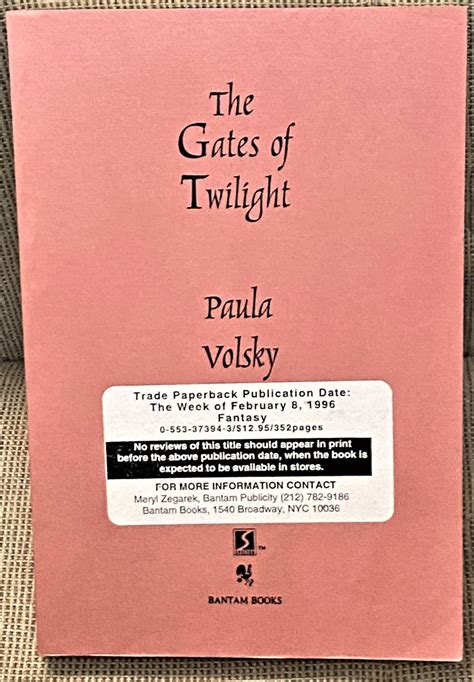 The
Gates of
Twilight
Paula
Volsky
Trade Paperback Publication Date:
The Week of February 8, 1996
Fantasy
0-553-37394-3/$12.95/352pages
No reviews of this title should appear in print
before the above publication date, when the book is
expected to be available in stores.
FOR MORE INFORMATION CONTACT
Meryl Zegarek, Bantam Publicity (212) 782-9186
Bantam Books, 1540 Broadway, NYC 10036
S
SPECTRA™
BANTAM BOOKS